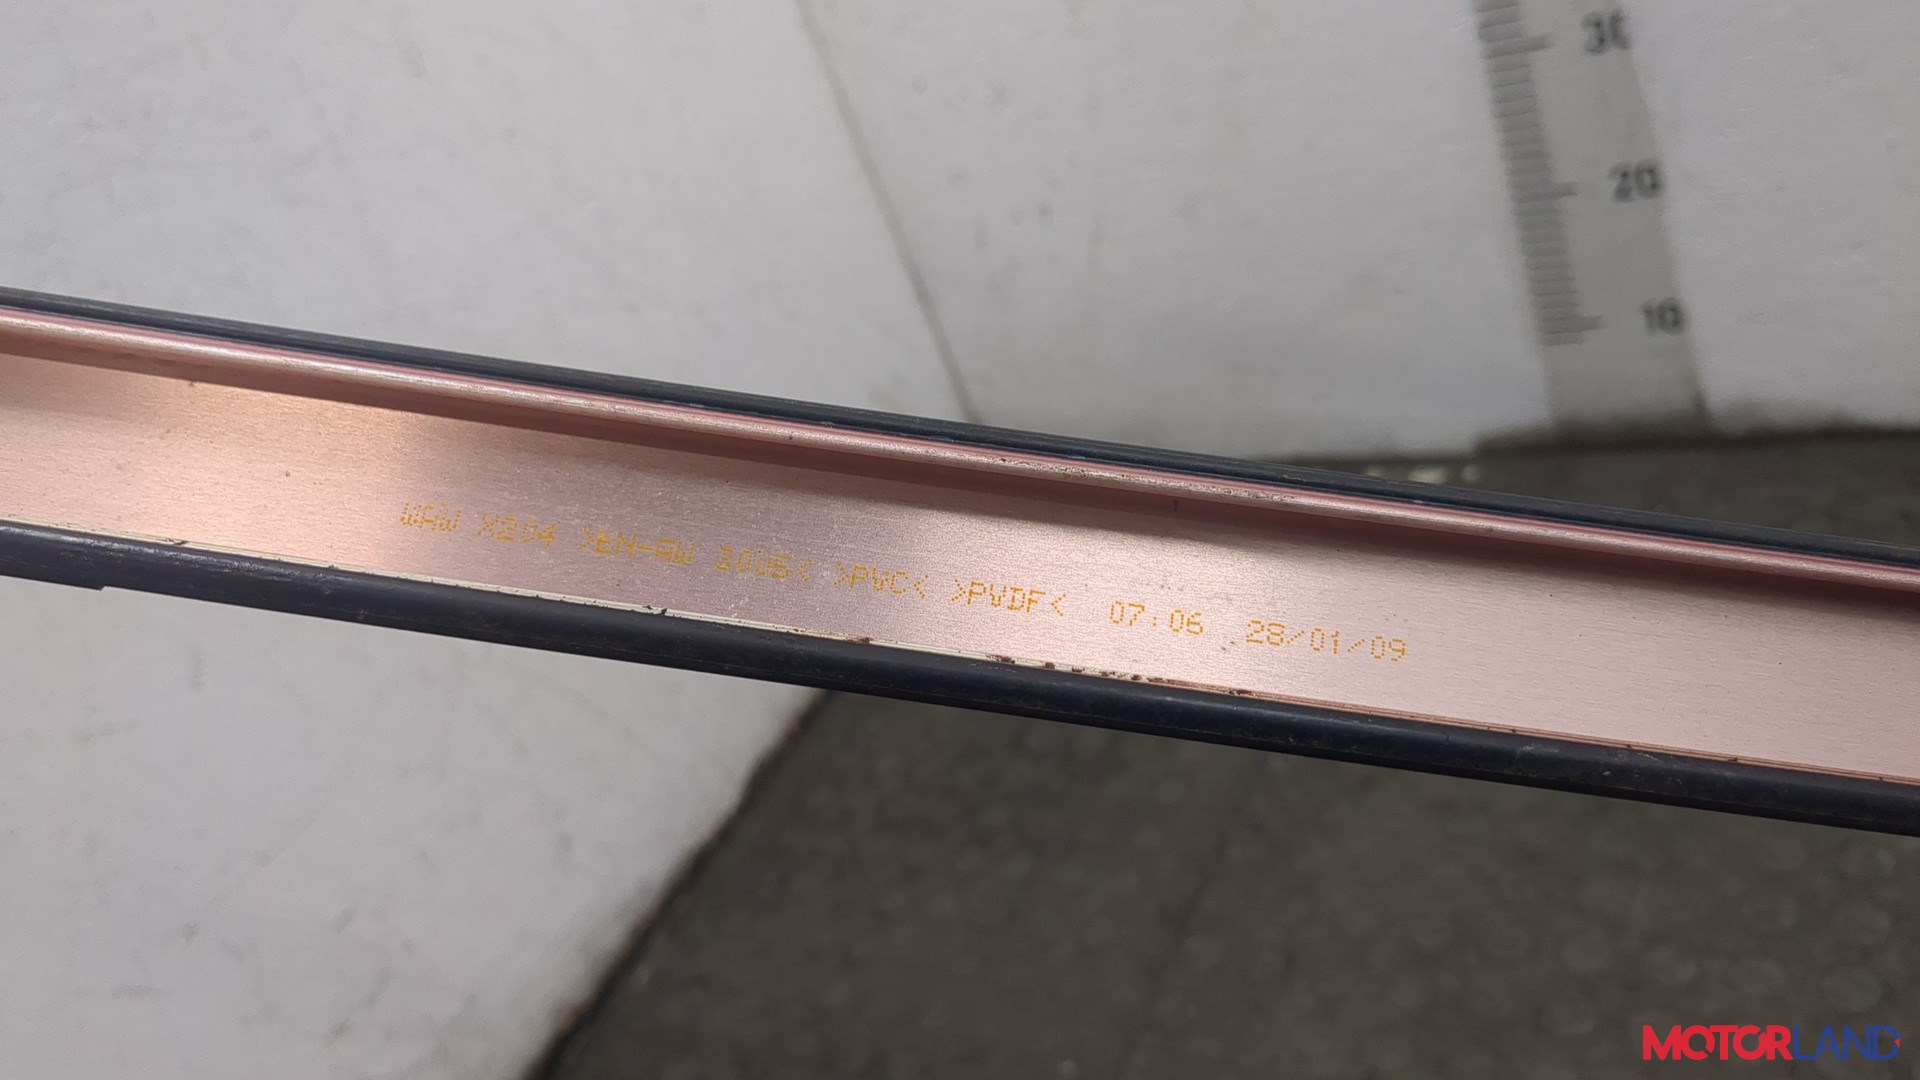 30
20
10
WAW X204 >EN-AW 3005< >PVC< >PVDF< 07:06 28/01/09
MOTORLAND